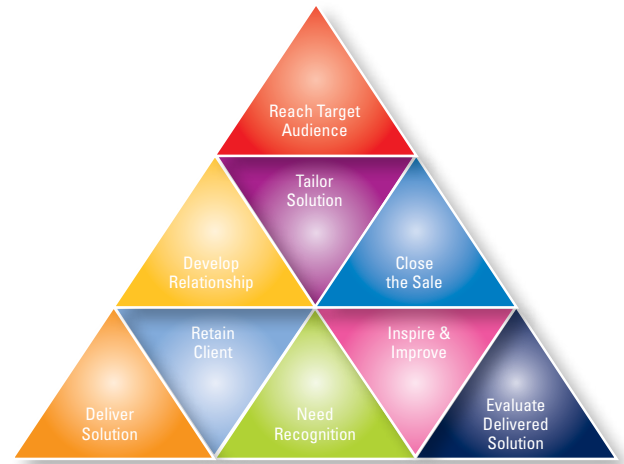 Reach Target
Audience
Tailor
Solution
Develop
Relationship
Close
the Sale
Retain
Client
Inspire &
Improve
Deliver
Solution
Need
Recognition
Evaluate
Delivered
Solution